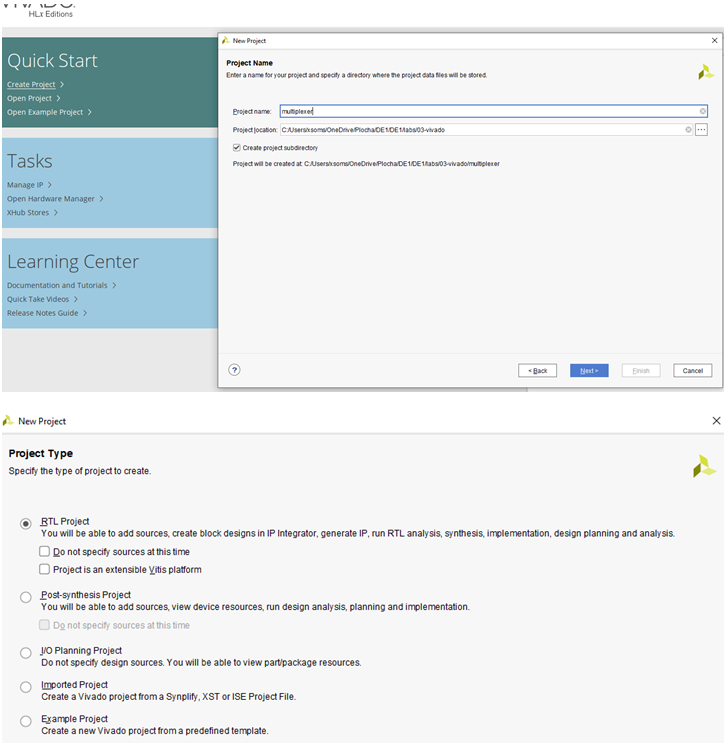 VIVADO.
HLx Editions
Quick Start
Create Project >
Open Project >
Open Example Project >
Tasks
Manage IP >
Open Hardware Manager >
XHub Stores >
Learning Center
Documentation and Tutorials >
Quick Take Videos >
Release Notes Guide >
New Project
Project Name
Enter a name for your project and specify a directory where the project data files will be stored.
Project name: multiplexer
Project location: C:/Users/xsoms/OneDrive/Plocha/DE1/DE1/labs/03-vivado
Create project subdirectory
Project will be created at: C:/Users/xsoms/OneDrive/Plocha/DE1/DE1/labs/03-vivado/multiplexer
?
< Back
Next >
Finish
Cancel
New Project
Project Type
Specify the type of project to create.
RTL Project
You will be able to add sources, create block designs in IP Integrator, generate IP, run RTL analysis, synthesis, implementation, design planning and analysis.
Do not specify sources at this time
Project is an extensible Vitis platform
Post-synthesis Project
You will be able to add sources, view device resources, run design analysis, planning and implementation.
Do not specify sources at this time
I/O Planning Project
Do not specify design sources. You will be able to view part/package resources.
Imported Project
Create a Vivado project from a Synplify, XST or ISE Project File.
Example Project
Create a new Vivado project from a predefined template.